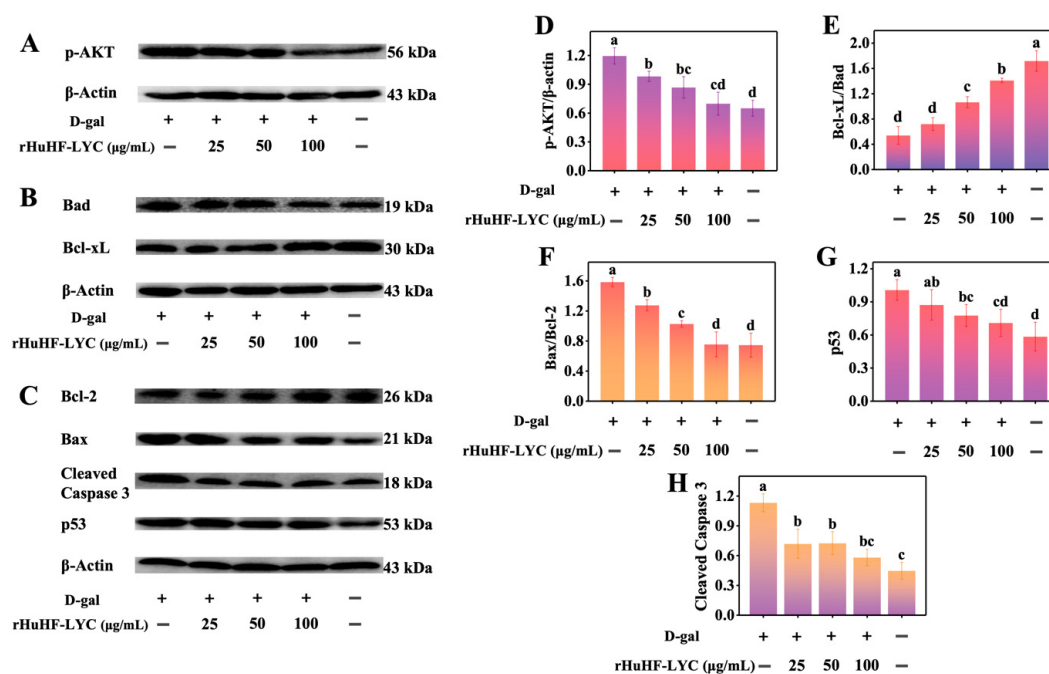 A
p-AKT 56 kDa
β-Actin 43 kDa
D-gal + + + + −
rHuHF-LYC (μg/mL) − 25 50 100 −
B
Bad 19 kDa
Bcl-xL 30 kDa
β-Actin 43 kDa
D-gal + + + + −
rHuHF-LYC (μg/mL) − 25 50 100 −
C
Bcl-2 26 kDa
Bax 21 kDa
Cleaved
Caspase 3 18 kDa
p53 53 kDa
β-Actin 43 kDa
D-gal + + + + −
rHuHF-LYC (μg/mL) − 25 50 100 −
D
p-AKT/β-actin
1.2
0.9
0.6
0.3
0.0
a b bc cd d
D-gal + + + + −
rHuHF-LYC (μg/mL) − 25 50 100 −
E
Bcl-xL/Bad
2.0
1.6
1.2
0.8
0.4
0.0
d d c b a
+ + + + −
− 25 50 100 −
F
Bax/Bcl-2
1.6
1.2
0.8
0.4
0.0
a b c d d
D-gal + + + + −
rHuHF-LYC (μg/mL) − 25 50 100 −
G
p53
1.2
0.9
0.6
0.3
0.0
a ab bc cd d
+ + + + −
− 25 50 100 −
H
Cleaved Caspase 3
1.2
0.9
0.6
0.3
0.0
a b b bc c
D-gal + + + + −
rHuHF-LYC (μg/mL) − 25 50 100 −